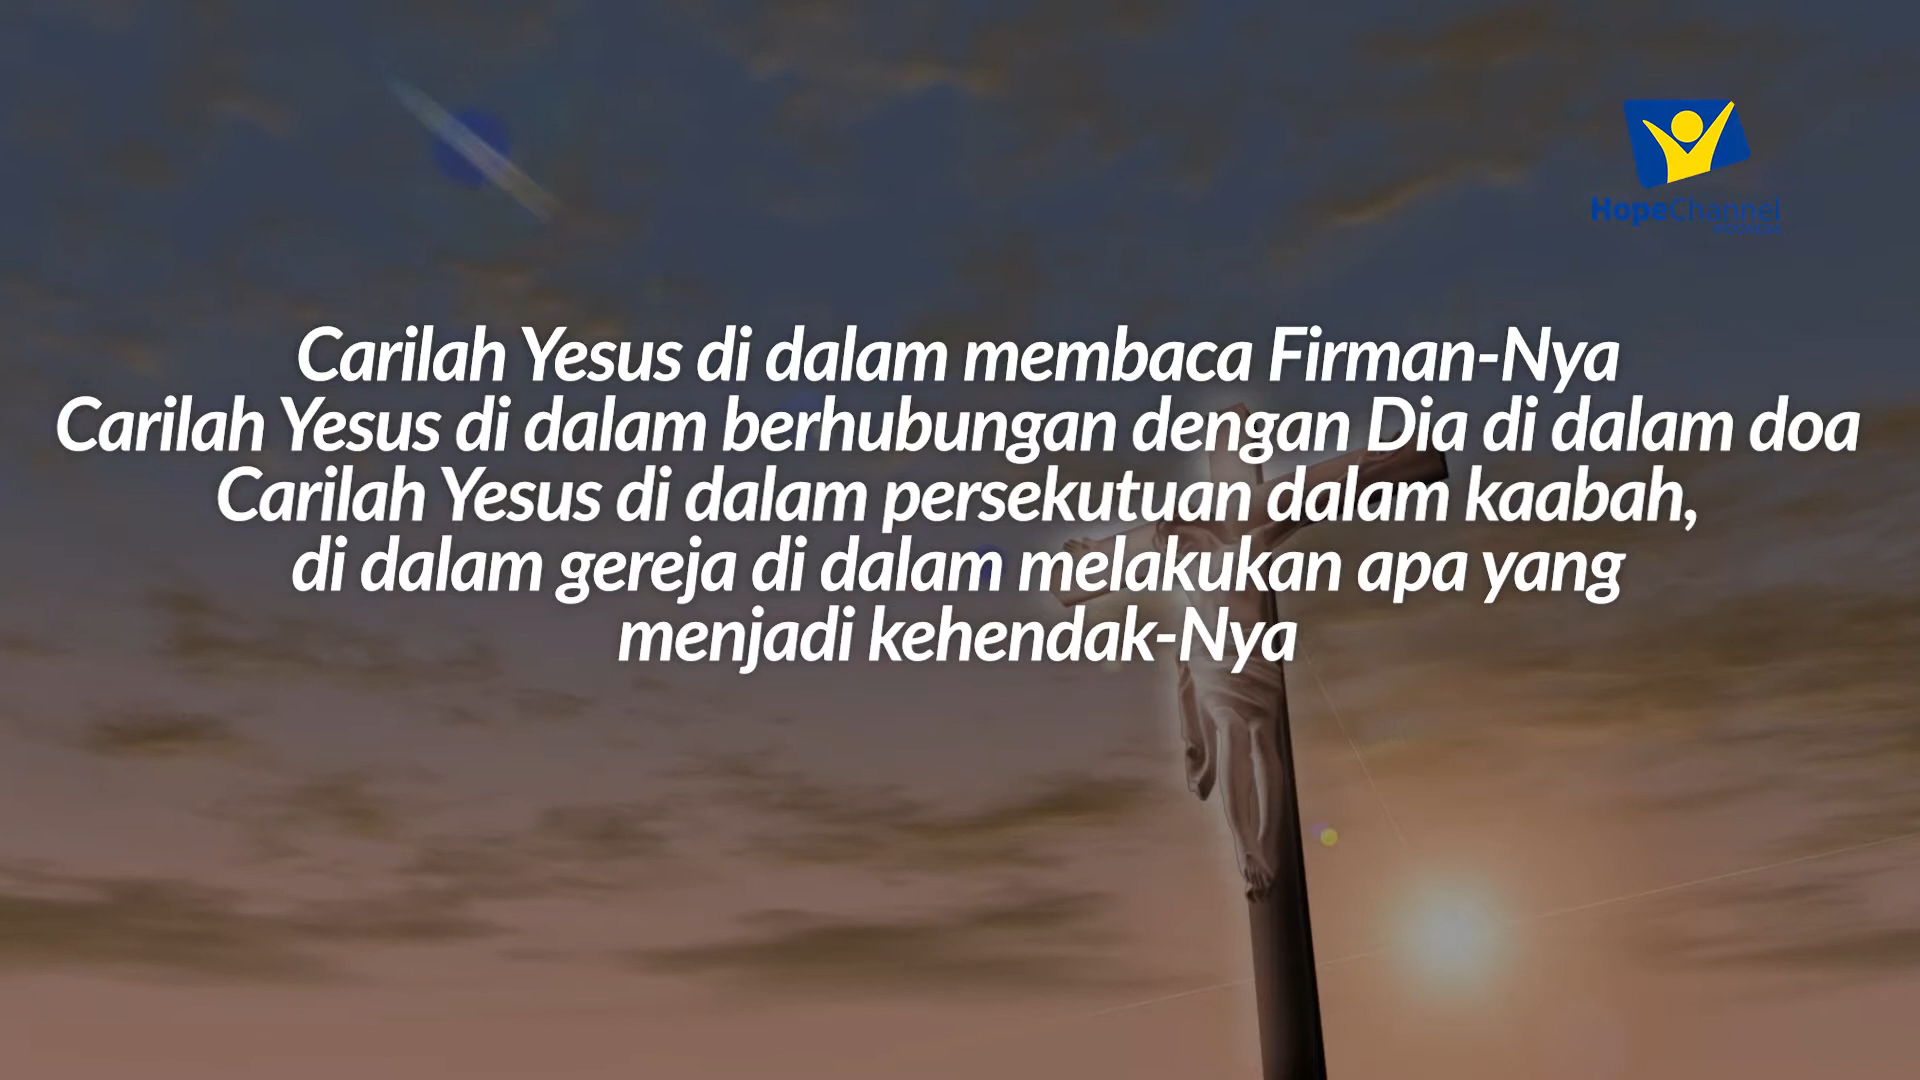 HopeChannel
INDONESIA
Carilah Yesus di dalam membaca Firman-Nya
Carilah Yesus di dalam berhubungan dengan Dia di dalam doa
Carilah Yesus di dalam persekutuan dalam kaabah,
di dalam gereja di dalam melakukan apa yang
menjadi kehendak-Nya